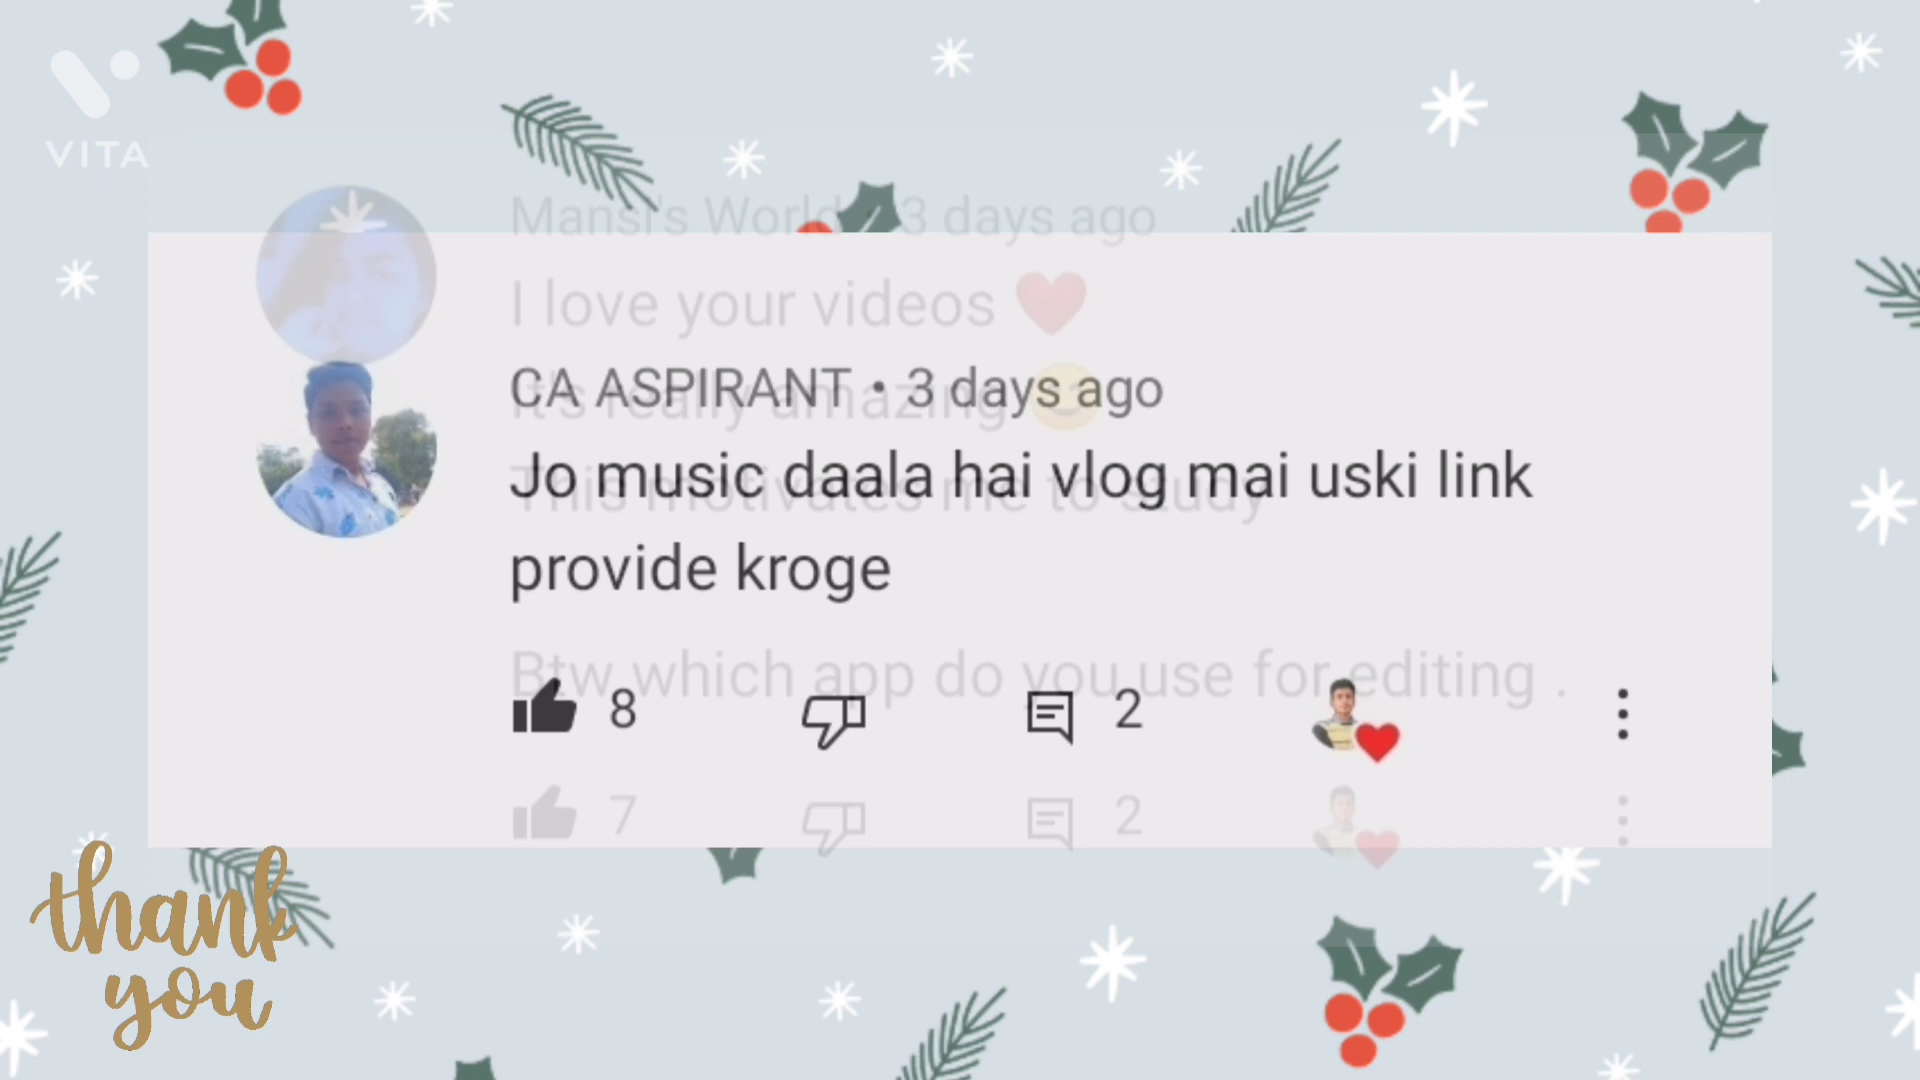 VITA
Mansi's World • 3 days ago
I love your videos ❤️
CA ASPIRANT • 3 days ago
It's really amazing 😊
Jo music daala hai vlog mai uski link
This motivates me to study
provide kroge
Btw which app do you use for editing .
8 2
7 2
thank
you